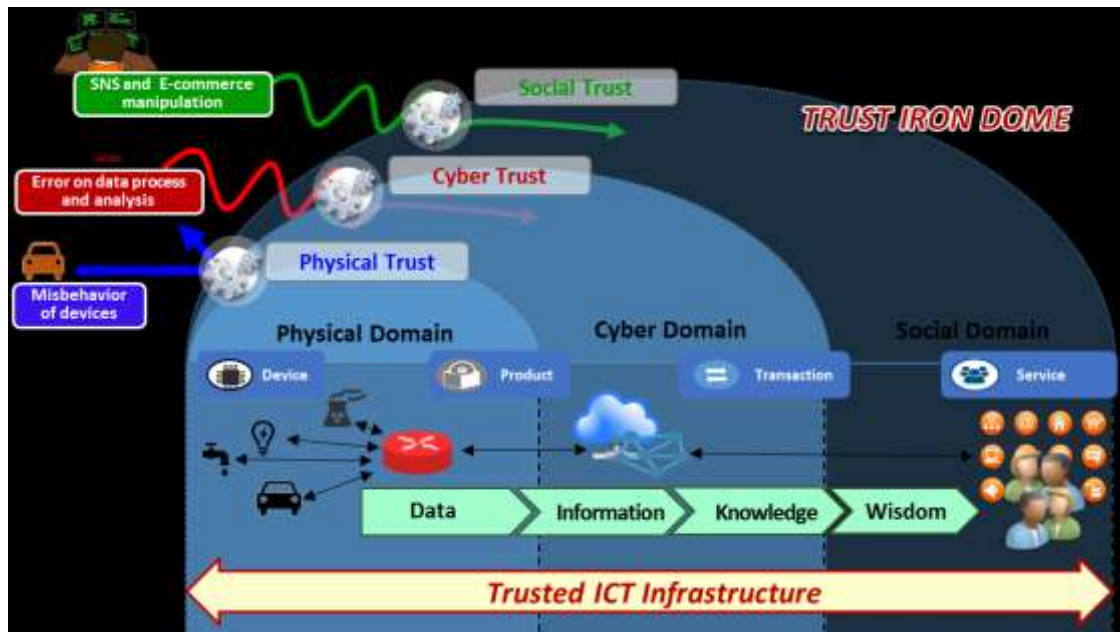 SNS and E-commerce
manipulation
Social Trust
TRUST IRON DOME
Error on data process
and analysis
Cyber Trust
Physical Trust
Misbehavior
of devices
Physical Domain
Cyber Domain
Social Domain
Device
Product
Transaction
Service
Data
Information
Knowledge
Wisdom
Trusted ICT Infrastructure